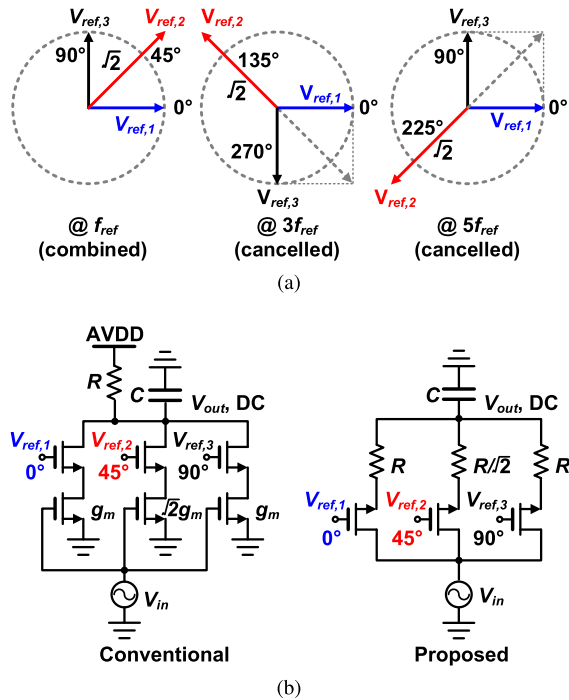 V_ref,3 V_ref,2 V_ref,2 V_ref,3
90° √2 45° 135° 90°
√2
V_ref,1 0° V_ref,1 0° V_ref,1 0°
270° 225° √2
V_ref,3 V_ref,2
@ f_ref @ 3f_ref @ 5f_ref
(combined) (cancelled) (cancelled)
(a)
AVDD
R C V_out, DC C V_out, DC
V_ref,1 V_ref,2 V_ref,3 R R/√2 R
0° 45° 90° V_ref,1 V_ref,2 V_ref,3
g_m √2g_m g_m 0° 45° 90°
V_in V_in
Conventional Proposed
(b)